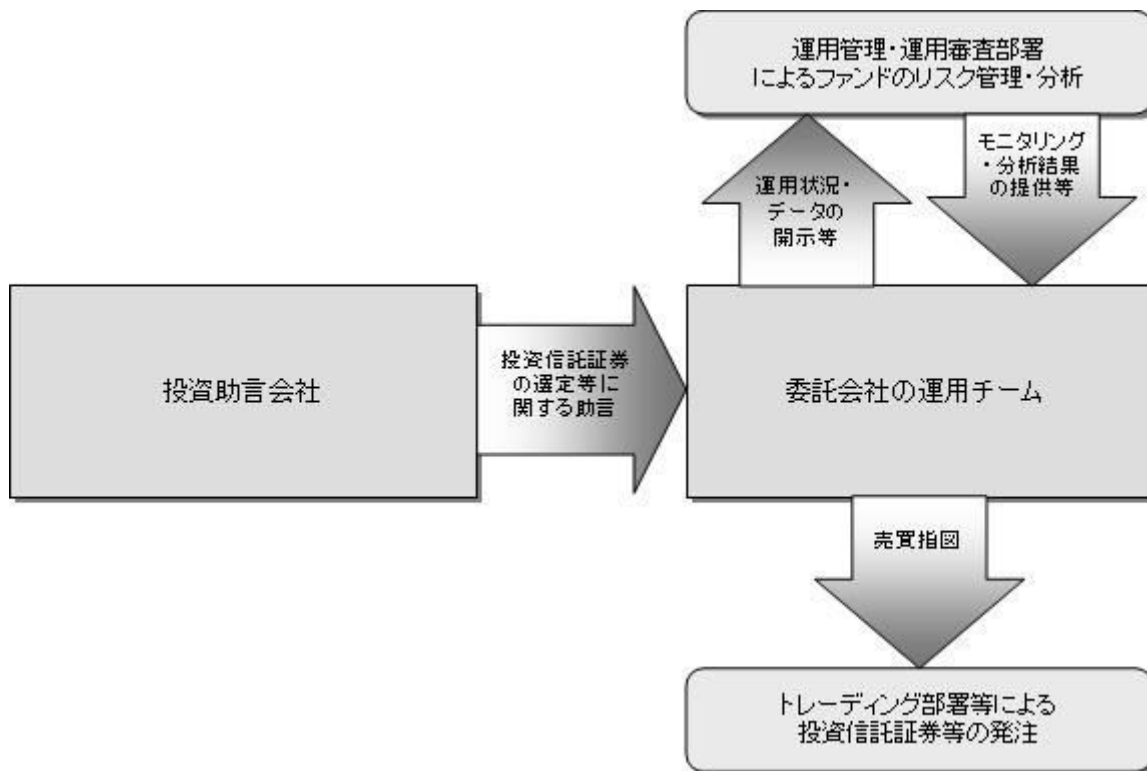 運用管理・運用審査部署
によるファンドのリスク管理・分析
運用状況・
データの
開示等
モニタリング
・分析結果
の提供等
投資助言会社
投資信託証券
の選定等に
関する助言
委託会社の運用チーム
売買指図
トレーディング部署等による
投資信託証券等の発注